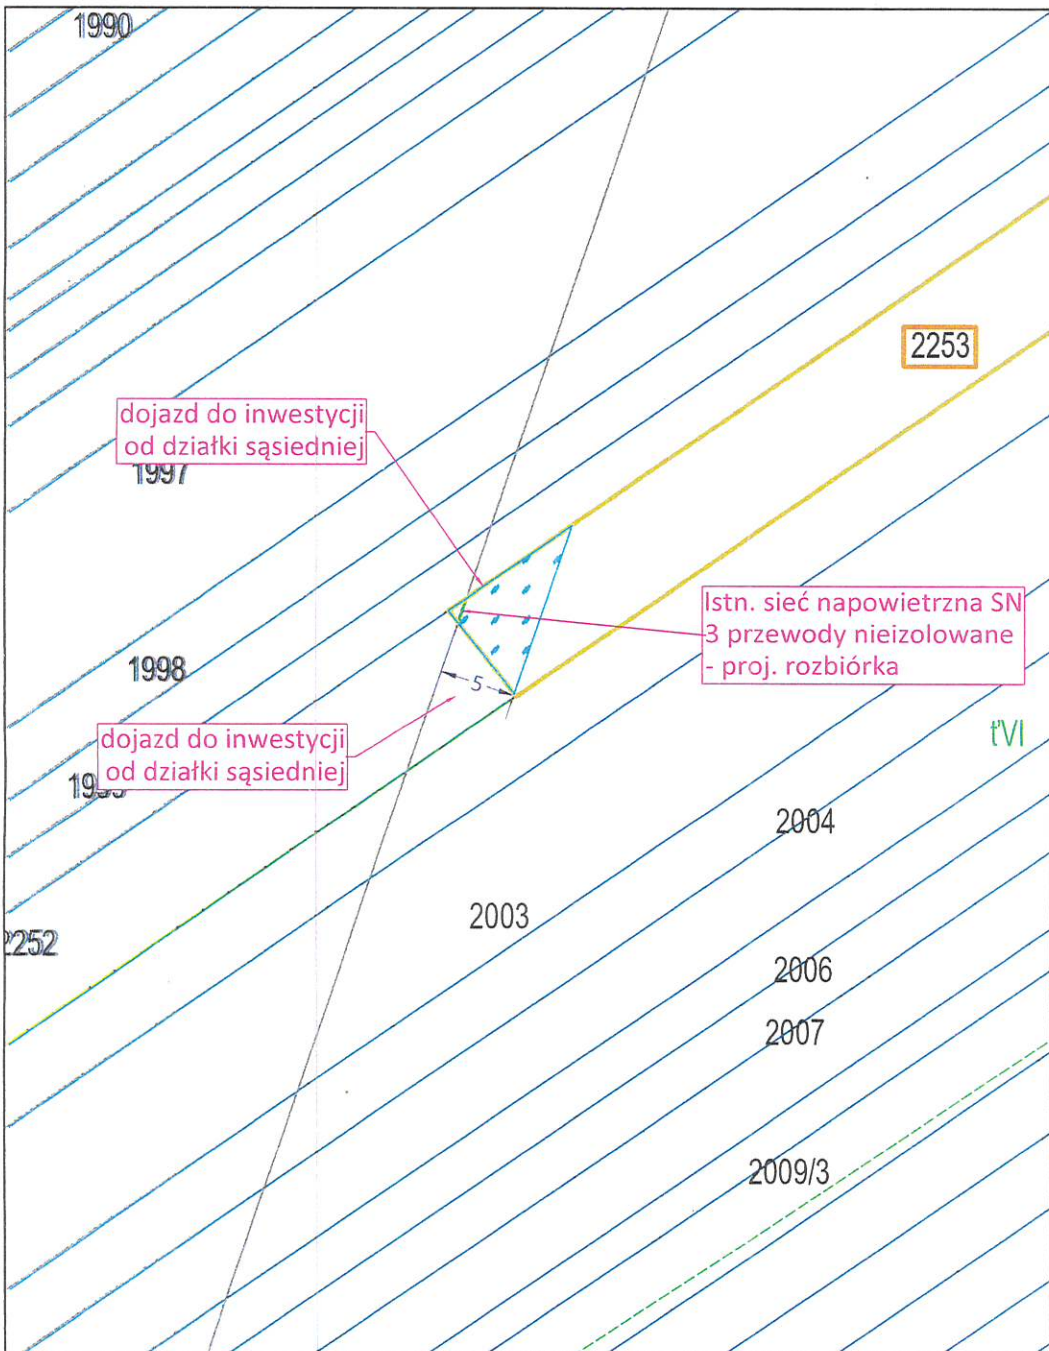 1990
2253
dojazd do inwestycji
od działki sąsiedniej
1997
Istn. sieć napowietrzna SN
3 przewody nieizolowane
- proj. rozbiórka
1998
5
dojazd do inwestycji
od działki sąsiedniej
ťVI
2004
2003
2252
2006
2007
2009/3